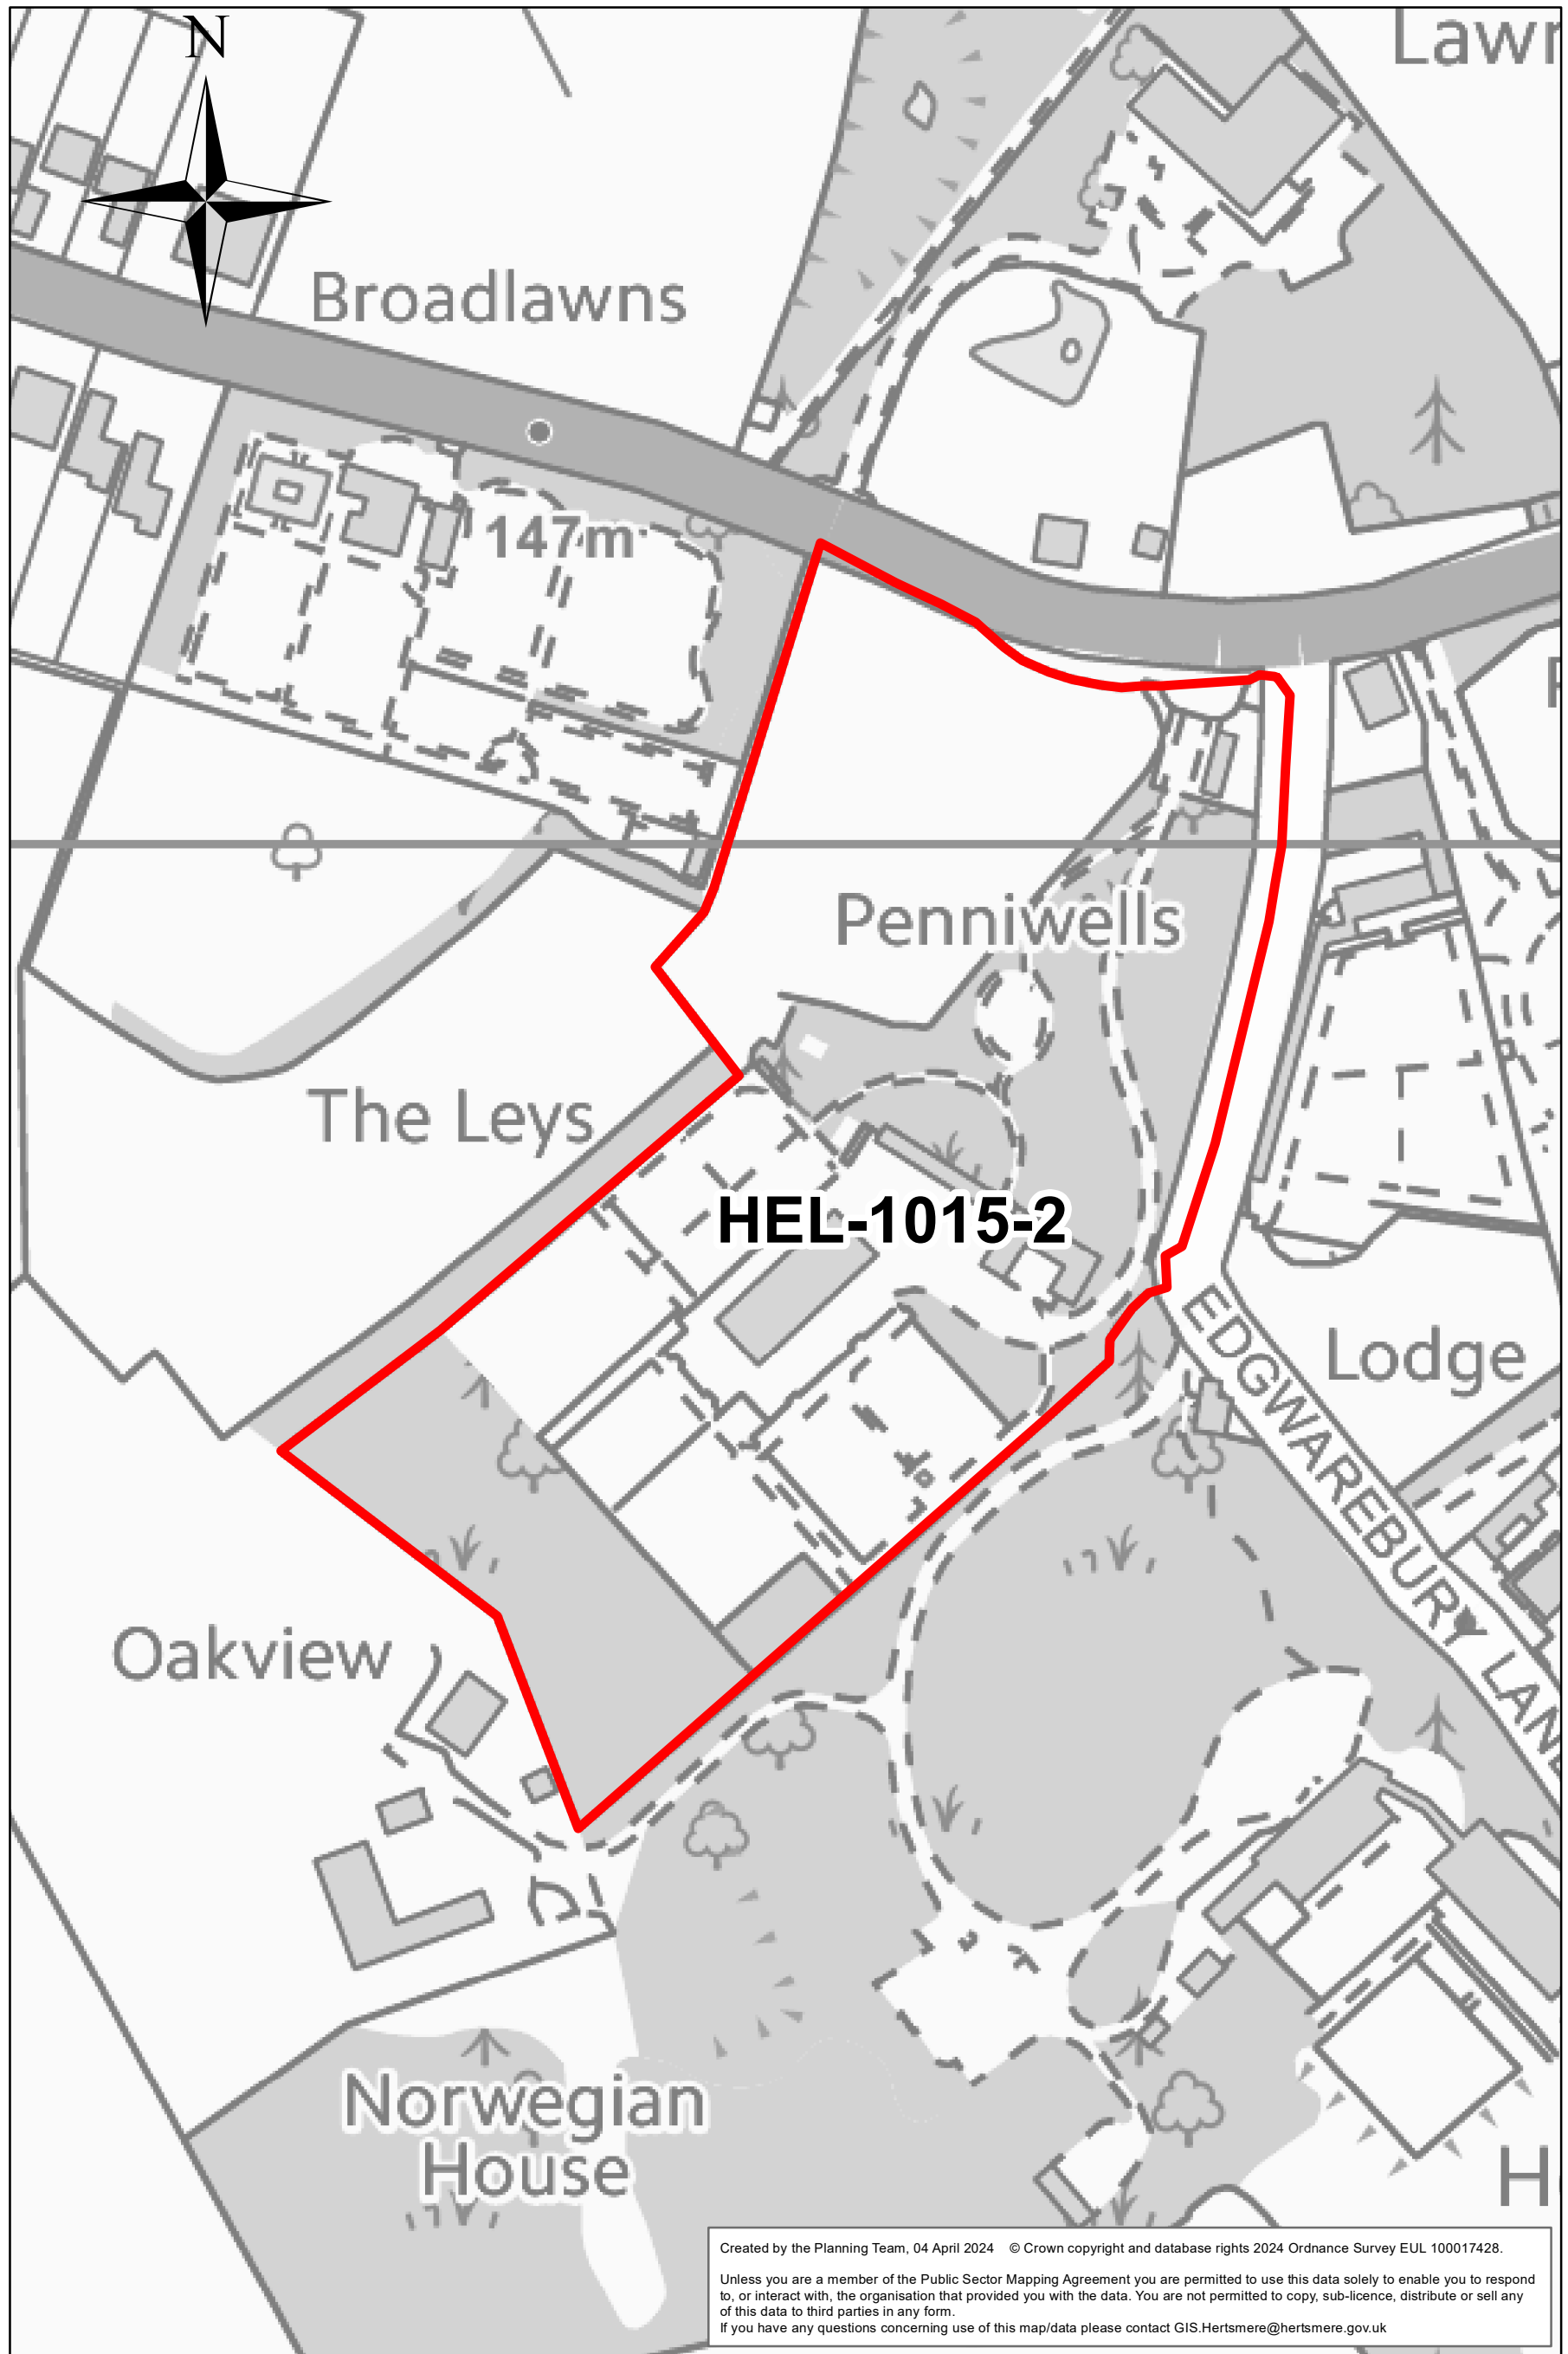 N
Lawn
Broadlawns
147m
Penniwells
The Leys
HEL-1015-2
EDGWAREBURY LANE
Lodge
Oakview
Norwegian
House
H
Created by the Planning Team, 04 April 2024 © Crown copyright and database rights 2024 Ordnance Survey EUL 100017428.
Unless you are a member of the Public Sector Mapping Agreement you are permitted to use this data solely to enable you to respond
to, or interact with, the organisation that provided you with the data. You are not permitted to copy, sub-licence, distribute or sell any
of this data to third parties in any form.
If you have any questions concerning use of this map/data please contact GIS.Hertsmere@hertsmere.gov.uk